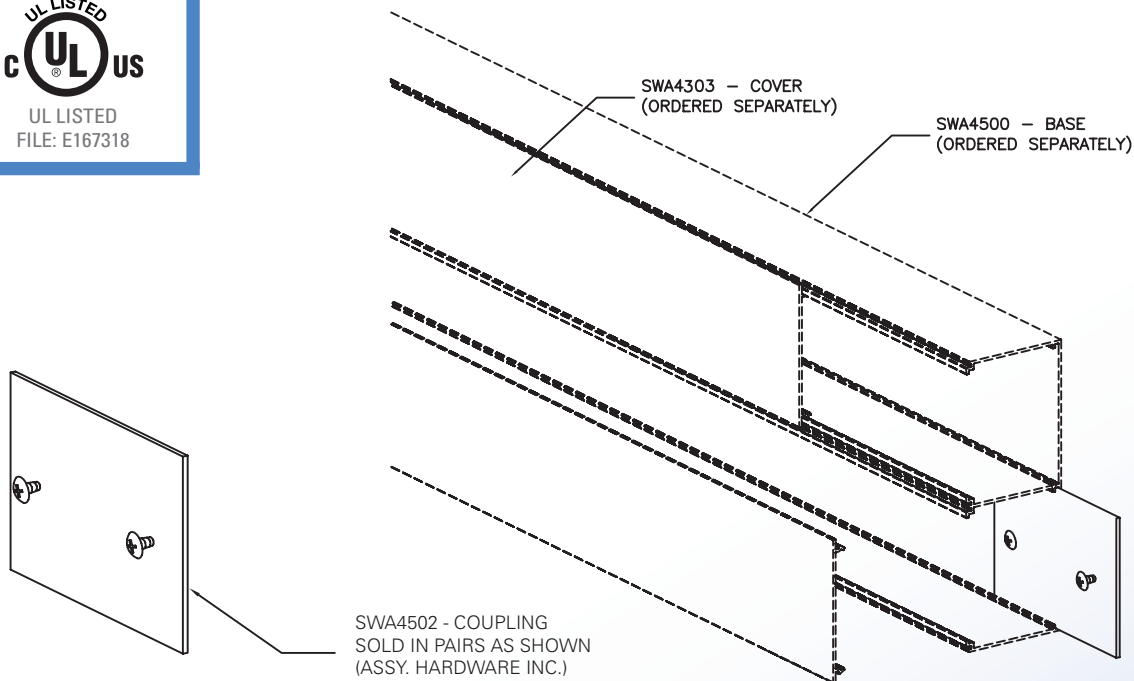 UL LISTED
C UL US
®
UL LISTED
FILE: E167318
SWA4303 – COVER
(ORDERED SEPARATELY)
SWA4500 – BASE
(ORDERED SEPARATELY)
SWA4502 - COUPLING
SOLD IN PAIRS AS SHOWN
(ASSY. HARDWARE INC.)